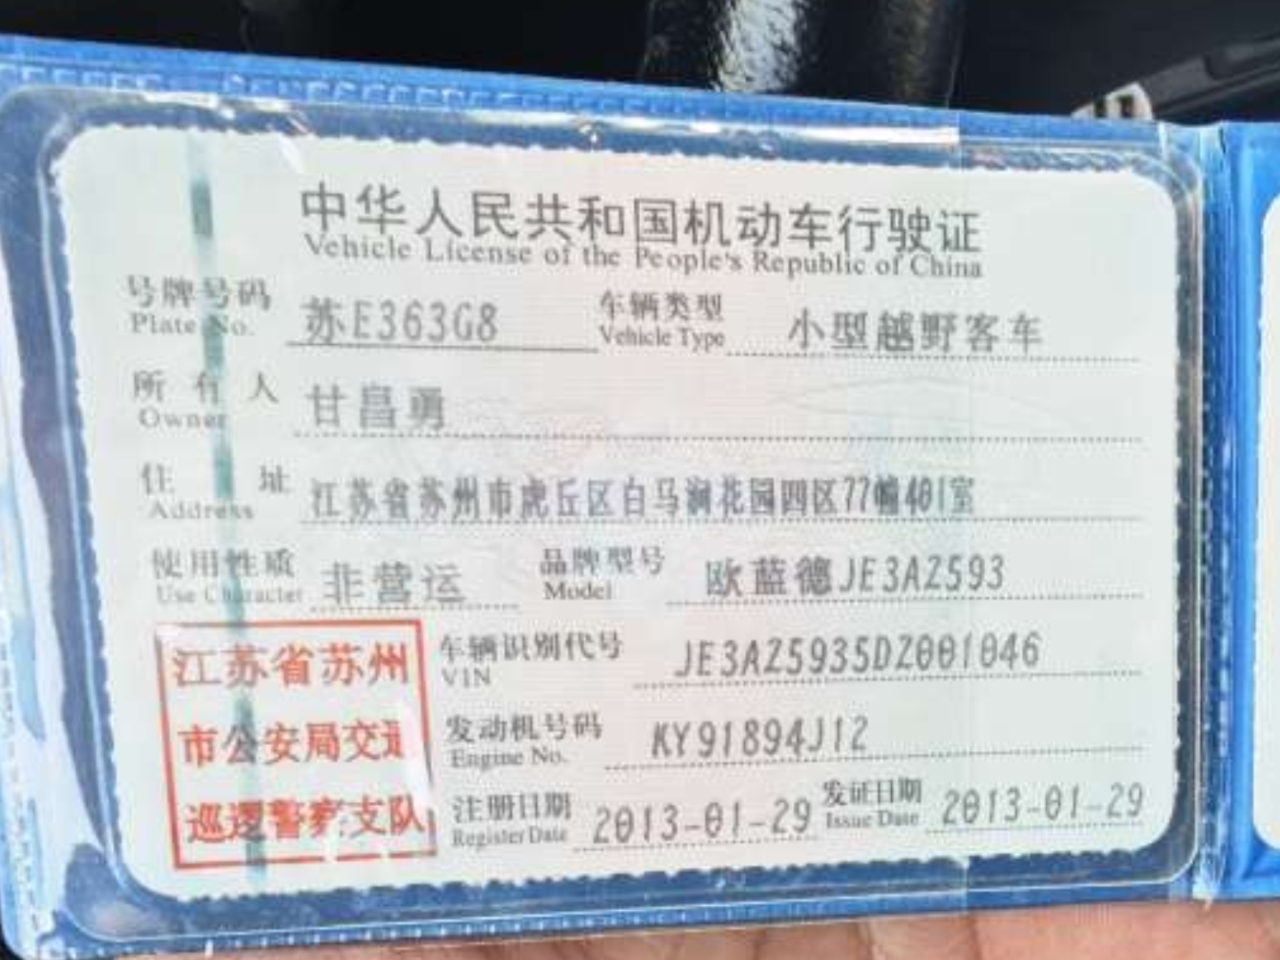 中华人民共和国机动车行驶证
Vehicle License of the People's Republic of China
号牌号码 苏E363G8 车辆类型 小型越野客车
Plate No. Vehicle Type
所有人 甘昌勇
Owner
住址 江苏省苏州市虎丘区白马涧花园四区77幢401室
Address
使用性质 非营运 品牌型号 欧蓝德JE3AZ593
Use Character Model
江苏省苏州
市公安局交通
巡逻警察支队
车辆识别代号 JE3AZ5935DZ001046
VIN
发动机号码 KY91894J12
Engine No.
注册日期 2013-01-29 发证日期 2013-01-29
Register Date Issue Date